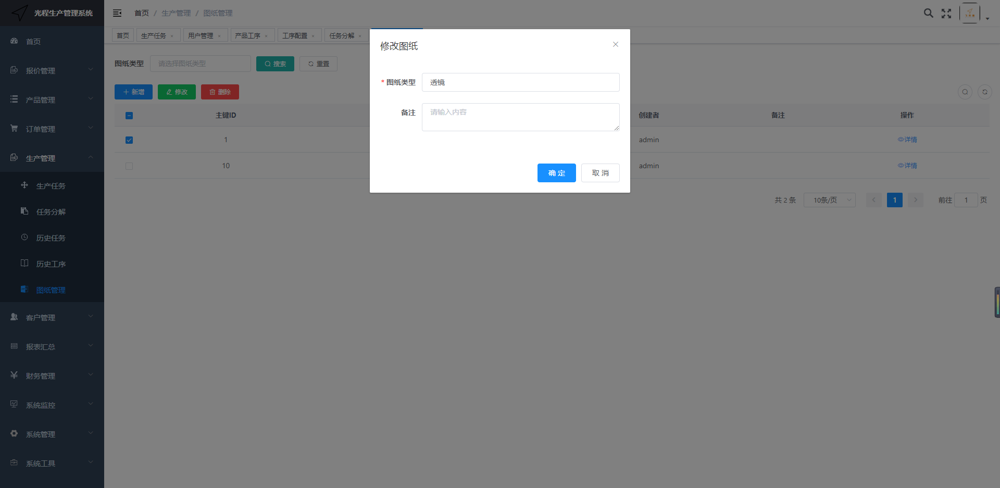 光程生产管理系统
首页 / 生产管理 / 图纸管理
首页
生产任务 ×
用户管理 ×
产品工序 ×
工序配置 ×
任务分解 ×
首页
报价管理
产品管理
订单管理
生产管理
生产任务
任务分解
历史任务
历史工序
图纸管理
客户管理
报表汇总
财务管理
系统监控
系统管理
系统工具
图纸类型
请选择图纸类型
搜索
重置
新增
修改
删除
主键ID
创建者
备注
操作
1
admin
详情
10
admin
详情
共 2 条
10条/页
1
前往 1 页
修改图纸
* 图纸类型
透镜
备注
请输入内容
确 定
取 消